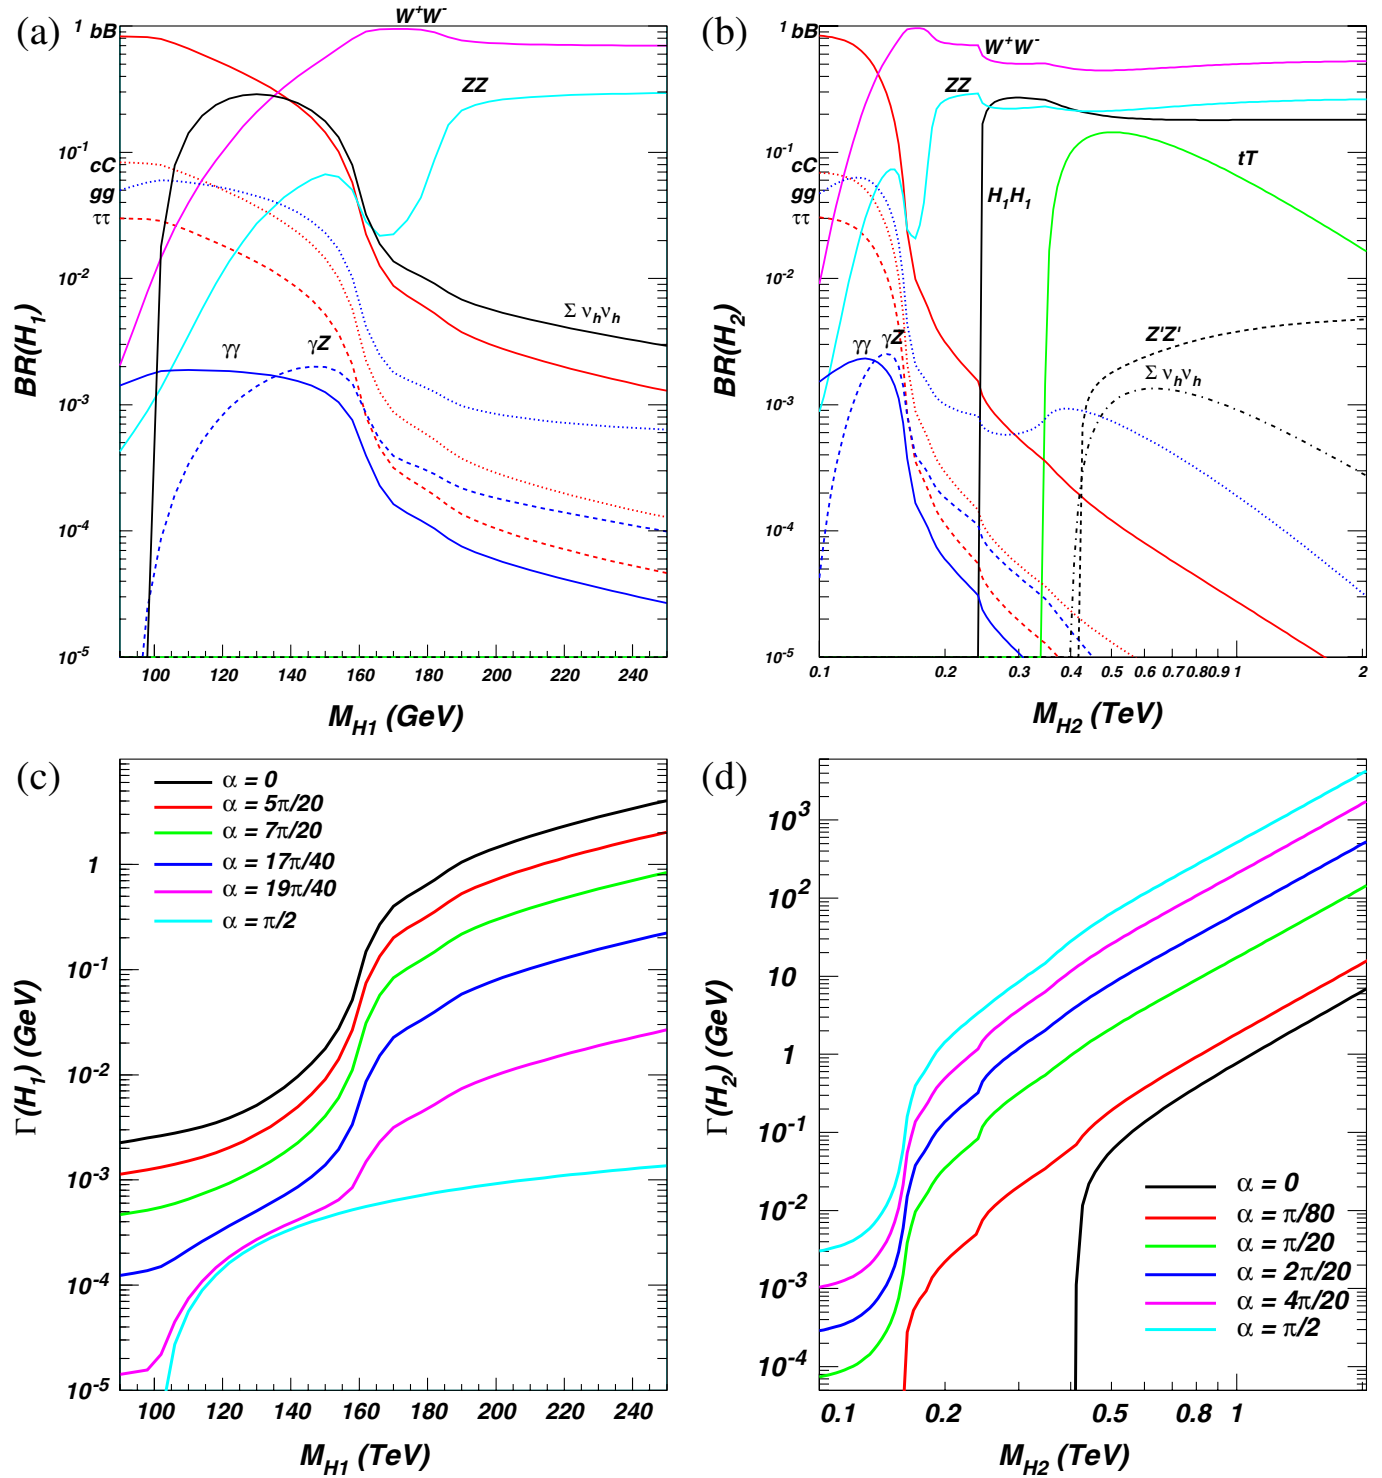 (a)
W⁺W⁻
1 bB
ZZ
10⁻¹
cC
gg
ττ
10⁻²
Σ ν_hν_h
γγ
γZ
10⁻³
10⁻⁴
10⁻⁵
BR(H₁)
100 120 140 160 180 200 220 240
M_H1 (GeV)
(b)
1 bB
W⁺W⁻
ZZ
10⁻¹
cC
gg
ττ
H₁H₁
tT
10⁻²
Z'Z'
γγ
γZ
Σ ν_hν_h
10⁻³
10⁻⁴
10⁻⁵
BR(H₂)
0.1 0.2 0.3 0.4 0.5 0.6 0.7 0.8 0.9 1 2
M_H2 (TeV)
(c)
α = 0
α = 5π/20
α = 7π/20
α = 17π/40
α = 19π/40
α = π/2
1
10⁻¹
10⁻²
10⁻³
10⁻⁴
10⁻⁵
Γ(H₁) (GeV)
100 120 140 160 180 200 220 240
M_H1 (TeV)
(d)
10³
10²
10
1
10⁻¹
10⁻²
10⁻³
10⁻⁴
Γ(H₂) (GeV)
α = 0
α = π/80
α = π/20
α = 2π/20
α = 4π/20
α = π/2
0.1 0.2 0.5 0.8 1
M_H2 (TeV)